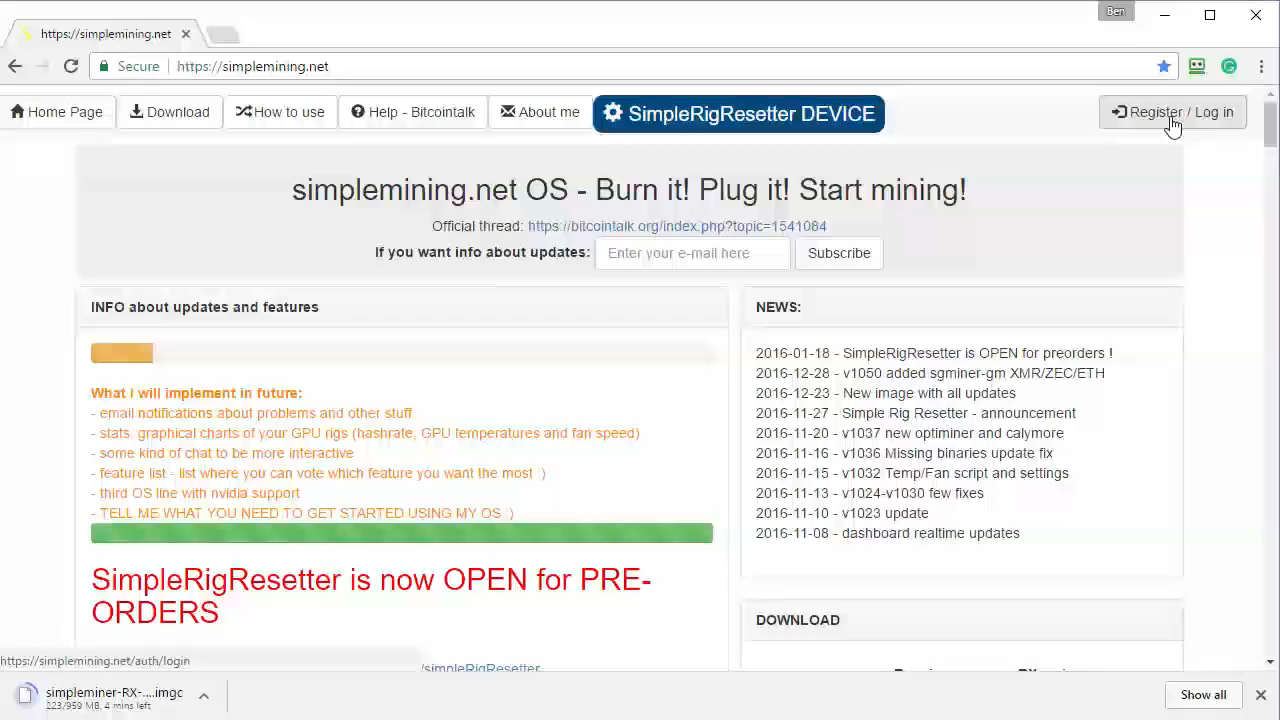 Ben
https://simplemining.net
Secure https://simplemining.net
Home Page Download How to use Help - Bitcointalk About me SimpleRigResetter DEVICE Register / Log in
simplemining.net OS - Burn it! Plug it! Start mining!
Official thread: https://bitcointalk.org/index.php?topic=1541084
If you want info about updates: Enter your e-mail here Subscribe
INFO about updates and features
What I will implement in future:
- email notifications about problems and other stuff
- stats, graphical charts of your GPU rigs (hashrate, GPU temperatures and fan speed)
- some kind of chat to be more interactive
- feature list - list where you can vote which feature you want the most :)
- third OS line with nvidia support
- TELL ME WHAT YOU NEED TO GET STARTED USING MY OS :)
SimpleRigResetter is now OPEN for PRE-
ORDERS
/simpleRigResetter
NEWS:
2016-01-18 - SimpleRigResetter is OPEN for preorders !
2016-12-28 - v1050 added sgminer-gm XMR/ZEC/ETH
2016-12-23 - New image with all updates
2016-11-27 - Simple Rig Resetter - announcement
2016-11-20 - v1037 new optiminer and calymore
2016-11-16 - v1036 Missing binaries update fix
2016-11-15 - v1032 Temp/Fan script and settings
2016-11-13 - v1024-v1030 few fixes
2016-11-10 - v1023 update
2016-11-08 - dashboard realtime updates
DOWNLOAD
https://simplemining.net/auth/login
simpleminer-RX-....imgc
223/959 MB, 4 mins left
Show all